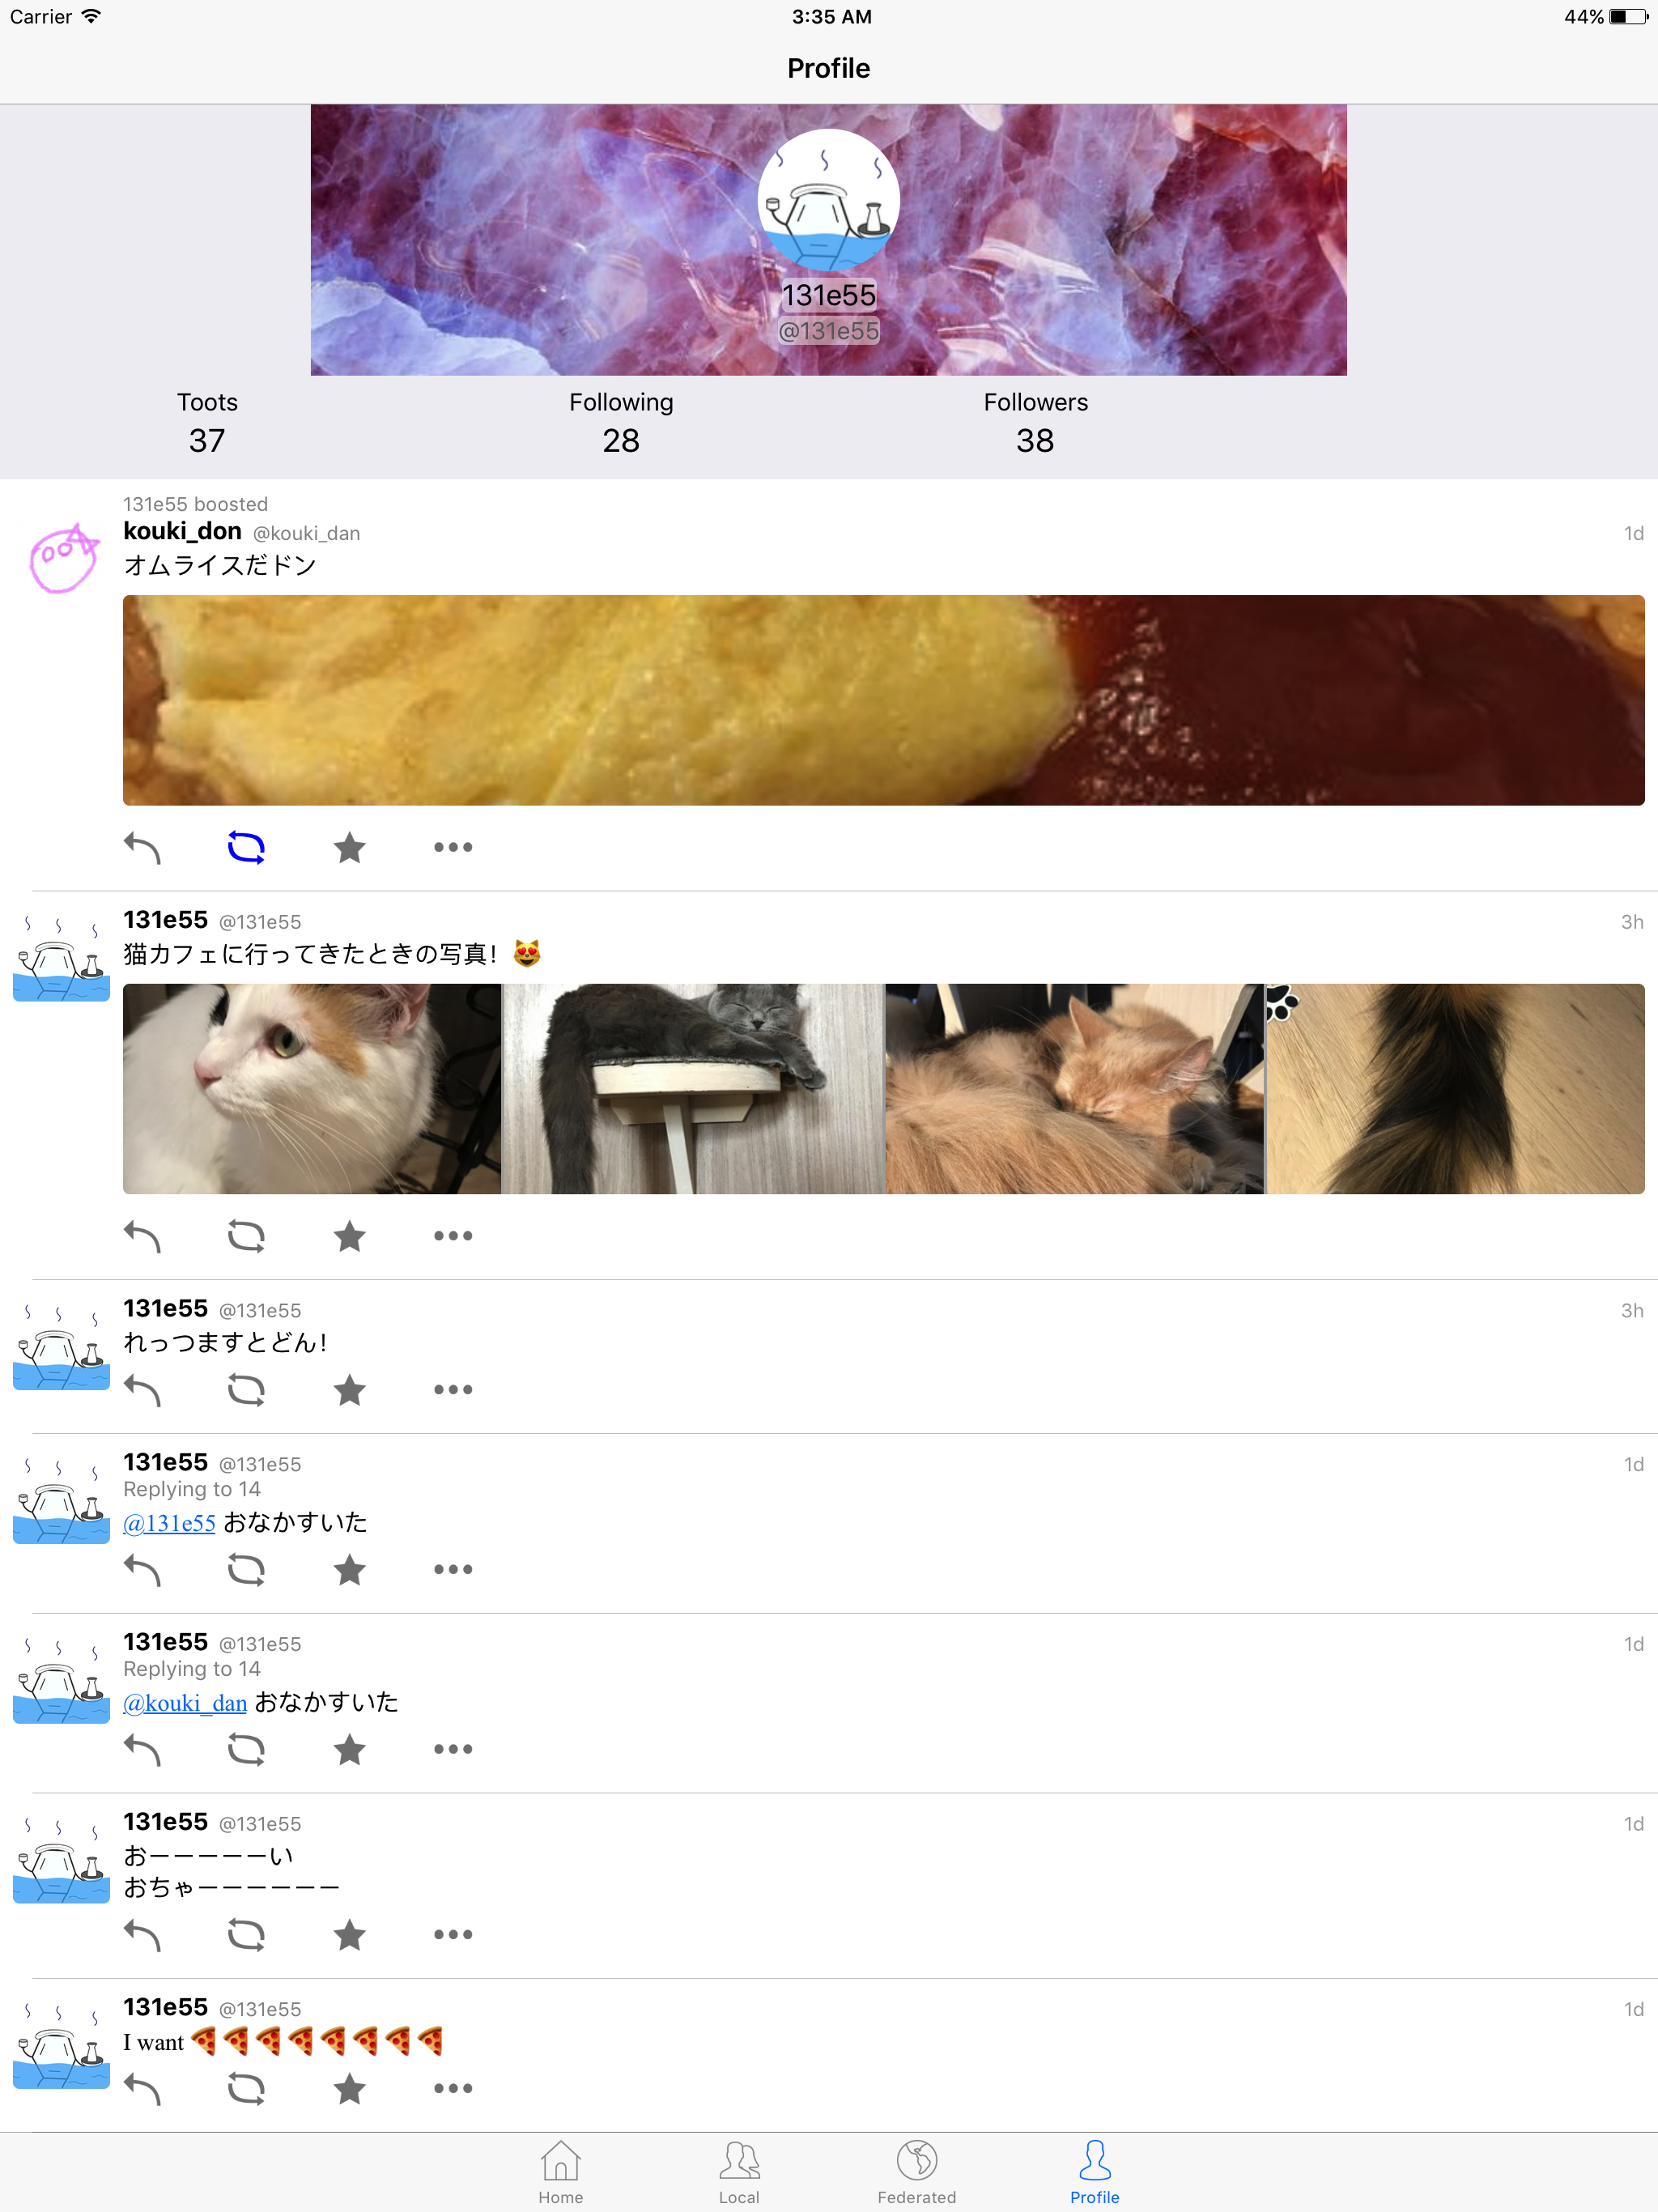 Carrier 3:35 AM 44%
Profile
131e55
@131e55
Toots Following Followers
37 28 38
131e55 boosted
kouki_don @kouki_dan 1d
オムライスだドン
131e55 @131e55 3h
猫カフェに行ってきたときの写真! 😻
131e55 @131e55 3h
れっつますとどん!
131e55 @131e55 1d
Replying to 14
@131e55 おなかすいた
131e55 @131e55 1d
Replying to 14
@kouki_dan おなかすいた
131e55 @131e55 1d
おーーーーーい
おちゃーーーーーー
131e55 @131e55 1d
I want 🍕🍕🍕🍕🍕🍕🍕🍕
Home Local Federated Profile